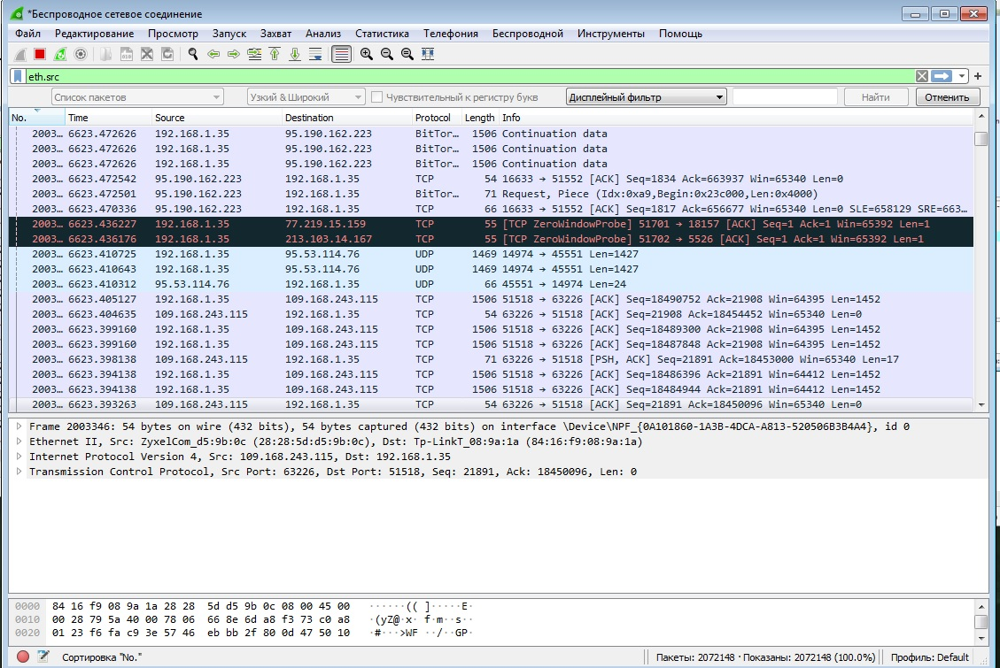 *Беспроводное сетевое соединение
Файл Редактирование Просмотр Запуск Захват Анализ Статистика Телефония Беспроводной Инструменты Помощь
eth.src
Список пакетов Узкий & Широкий Чувствительный к регистру букв Дисплейный фильтр Найти Отменить
No. Time Source Destination Protocol Length Info
2003… 6623.472626 192.168.1.35 95.190.162.223 BitTor… 1506 Continuation data
2003… 6623.472626 192.168.1.35 95.190.162.223 BitTor… 1506 Continuation data
2003… 6623.472626 192.168.1.35 95.190.162.223 BitTor… 1506 Continuation data
2003… 6623.472542 95.190.162.223 192.168.1.35 TCP 54 16633 → 51552 [ACK] Seq=1834 Ack=663937 Win=65340 Len=0
2003… 6623.472501 95.190.162.223 192.168.1.35 BitTor… 71 Request, Piece (Idx:0xa9,Begin:0x23c000,Len:0x4000)
2003… 6623.470336 95.190.162.223 192.168.1.35 TCP 66 16633 → 51552 [ACK] Seq=1817 Ack=656677 Win=65340 Len=0 SLE=658129 SRE=663…
2003… 6623.436227 192.168.1.35 77.219.15.159 TCP 55 [TCP ZeroWindowProbe] 51701 → 18157 [ACK] Seq=1 Ack=1 Win=65392 Len=1
2003… 6623.436176 192.168.1.35 213.103.14.167 TCP 55 [TCP ZeroWindowProbe] 51702 → 5526 [ACK] Seq=1 Ack=1 Win=65392 Len=1
2003… 6623.410725 192.168.1.35 95.53.114.76 UDP 1469 14974 → 45551 Len=1427
2003… 6623.410643 192.168.1.35 95.53.114.76 UDP 1469 14974 → 45551 Len=1427
2003… 6623.410312 95.53.114.76 192.168.1.35 UDP 66 45551 → 14974 Len=24
2003… 6623.405127 192.168.1.35 109.168.243.115 TCP 1506 51518 → 63226 [ACK] Seq=18490752 Ack=21908 Win=64395 Len=1452
2003… 6623.404635 109.168.243.115 192.168.1.35 TCP 54 63226 → 51518 [ACK] Seq=21908 Ack=18454452 Win=65340 Len=0
2003… 6623.399160 192.168.1.35 109.168.243.115 TCP 1506 51518 → 63226 [ACK] Seq=18489300 Ack=21908 Win=64395 Len=1452
2003… 6623.399160 192.168.1.35 109.168.243.115 TCP 1506 51518 → 63226 [ACK] Seq=18487848 Ack=21908 Win=64395 Len=1452
2003… 6623.398138 109.168.243.115 192.168.1.35 TCP 71 63226 → 51518 [PSH, ACK] Seq=21891 Ack=18453000 Win=65340 Len=17
2003… 6623.394138 192.168.1.35 109.168.243.115 TCP 1506 51518 → 63226 [ACK] Seq=18486396 Ack=21891 Win=64412 Len=1452
2003… 6623.394138 192.168.1.35 109.168.243.115 TCP 1506 51518 → 63226 [ACK] Seq=18484944 Ack=21891 Win=64412 Len=1452
2003… 6623.393263 109.168.243.115 192.168.1.35 TCP 54 63226 → 51518 [ACK] Seq=21891 Ack=18450096 Win=65340 Len=0
Frame 2003346: 54 bytes on wire (432 bits), 54 bytes captured (432 bits) on interface \Device\NPF_{0A101860-1A3B-4DCA-A813-520506B3B4A4}, id 0
Ethernet II, Src: ZyxelCom_d5:9b:0c (28:28:5d:d5:9b:0c), Dst: Tp-LinkT_08:9a:1a (84:16:f9:08:9a:1a)
Internet Protocol Version 4, Src: 109.168.243.115, Dst: 192.168.1.35
Transmission Control Protocol, Src Port: 63226, Dst Port: 51518, Seq: 21891, Ack: 18450096, Len: 0
0000 84 16 f9 08 9a 1a 28 28 5d d5 9b 0c 08 00 45 00 ······(( ]·····E·
0010 00 28 79 5a 40 00 78 06 66 8e 6d a8 f3 73 c0 a8 ·(yZ@·x· f·m··s··
0020 01 23 f6 fa c9 3e 57 46 eb bb 2f 80 0d 47 50 10 ·#···>WF ··/··GP·
Сортировка "No." Пакеты: 2072148 · Показаны: 2072148 (100.0%) Профиль: Default